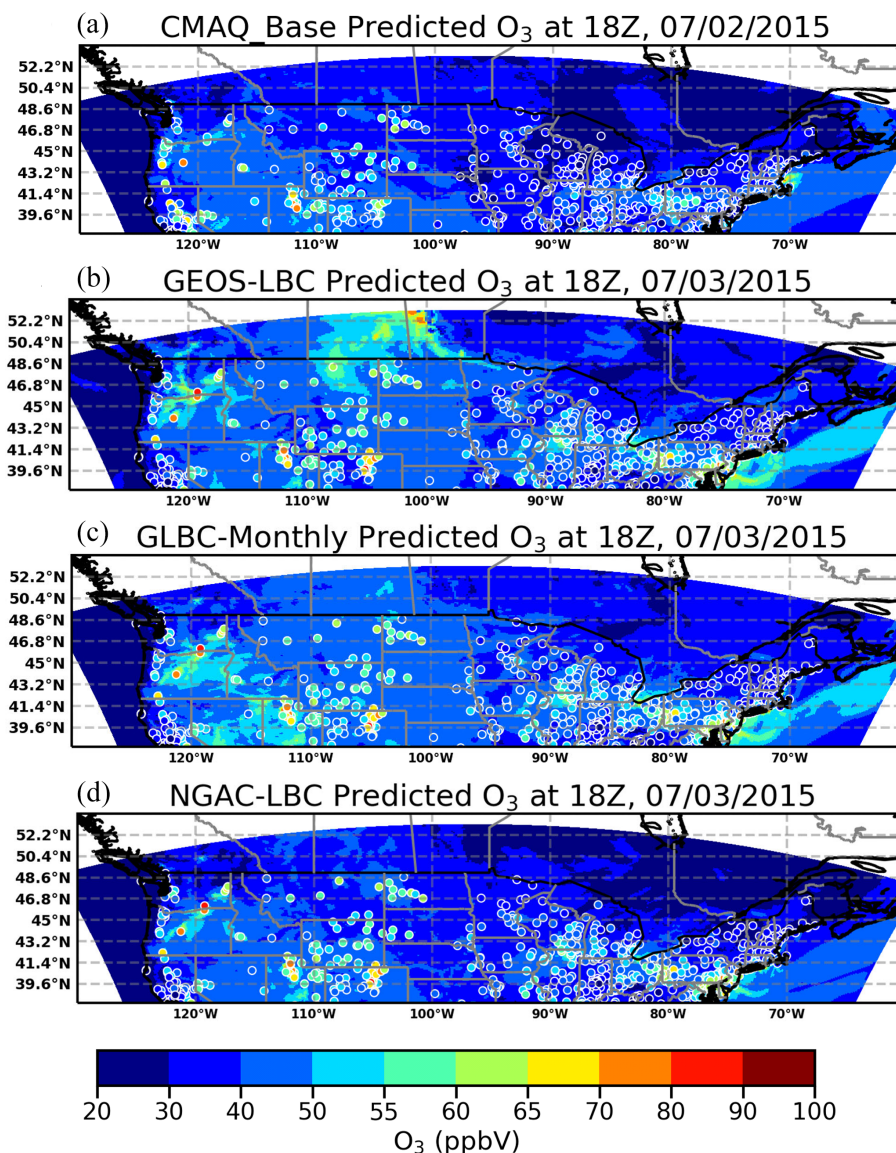 (a) CMAQ_Base Predicted O3 at 18Z, 07/02/2015
52.2°N
50.4°N
48.6°N
46.8°N
45°N
43.2°N
41.4°N
39.6°N
120°W 110°W 100°W 90°W 80°W 70°W
(b) GEOS-LBC Predicted O3 at 18Z, 07/03/2015
52.2°N
50.4°N
48.6°N
46.8°N
45°N
43.2°N
41.4°N
39.6°N
120°W 110°W 100°W 90°W 80°W 70°W
(c) GLBC-Monthly Predicted O3 at 18Z, 07/03/2015
52.2°N
50.4°N
48.6°N
46.8°N
45°N
43.2°N
41.4°N
39.6°N
120°W 110°W 100°W 90°W 80°W 70°W
(d) NGAC-LBC Predicted O3 at 18Z, 07/03/2015
52.2°N
50.4°N
48.6°N
46.8°N
45°N
43.2°N
41.4°N
39.6°N
120°W 110°W 100°W 90°W 80°W 70°W
20 30 40 50 55 60 65 70 80 90 100
O3 (ppbV)